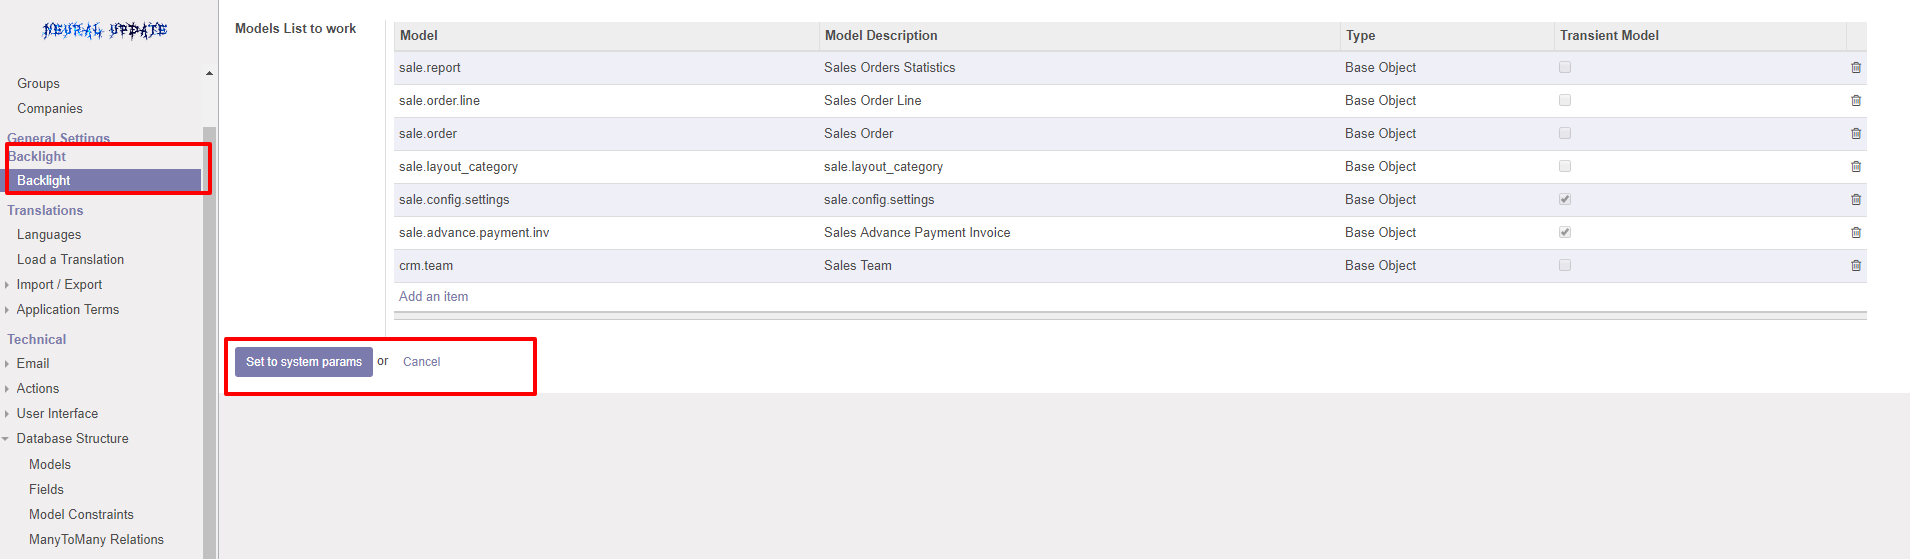 NEURAL UPDATE
Groups
Companies
General Settings
Backlight
Backlight
Translations
Languages
Load a Translation
Import / Export
Application Terms
Technical
Email
Actions
User Interface
Database Structure
Models
Fields
Model Constraints
ManyToMany Relations
Models List to work
Model Model Description Type Transient Model
sale.report Sales Orders Statistics Base Object
sale.order.line Sales Order Line Base Object
sale.order Sales Order Base Object
sale.layout_category sale.layout_category Base Object
sale.config.settings sale.config.settings Base Object
sale.advance.payment.inv Sales Advance Payment Invoice Base Object
crm.team Sales Team Base Object
Add an item
Set to system params or Cancel